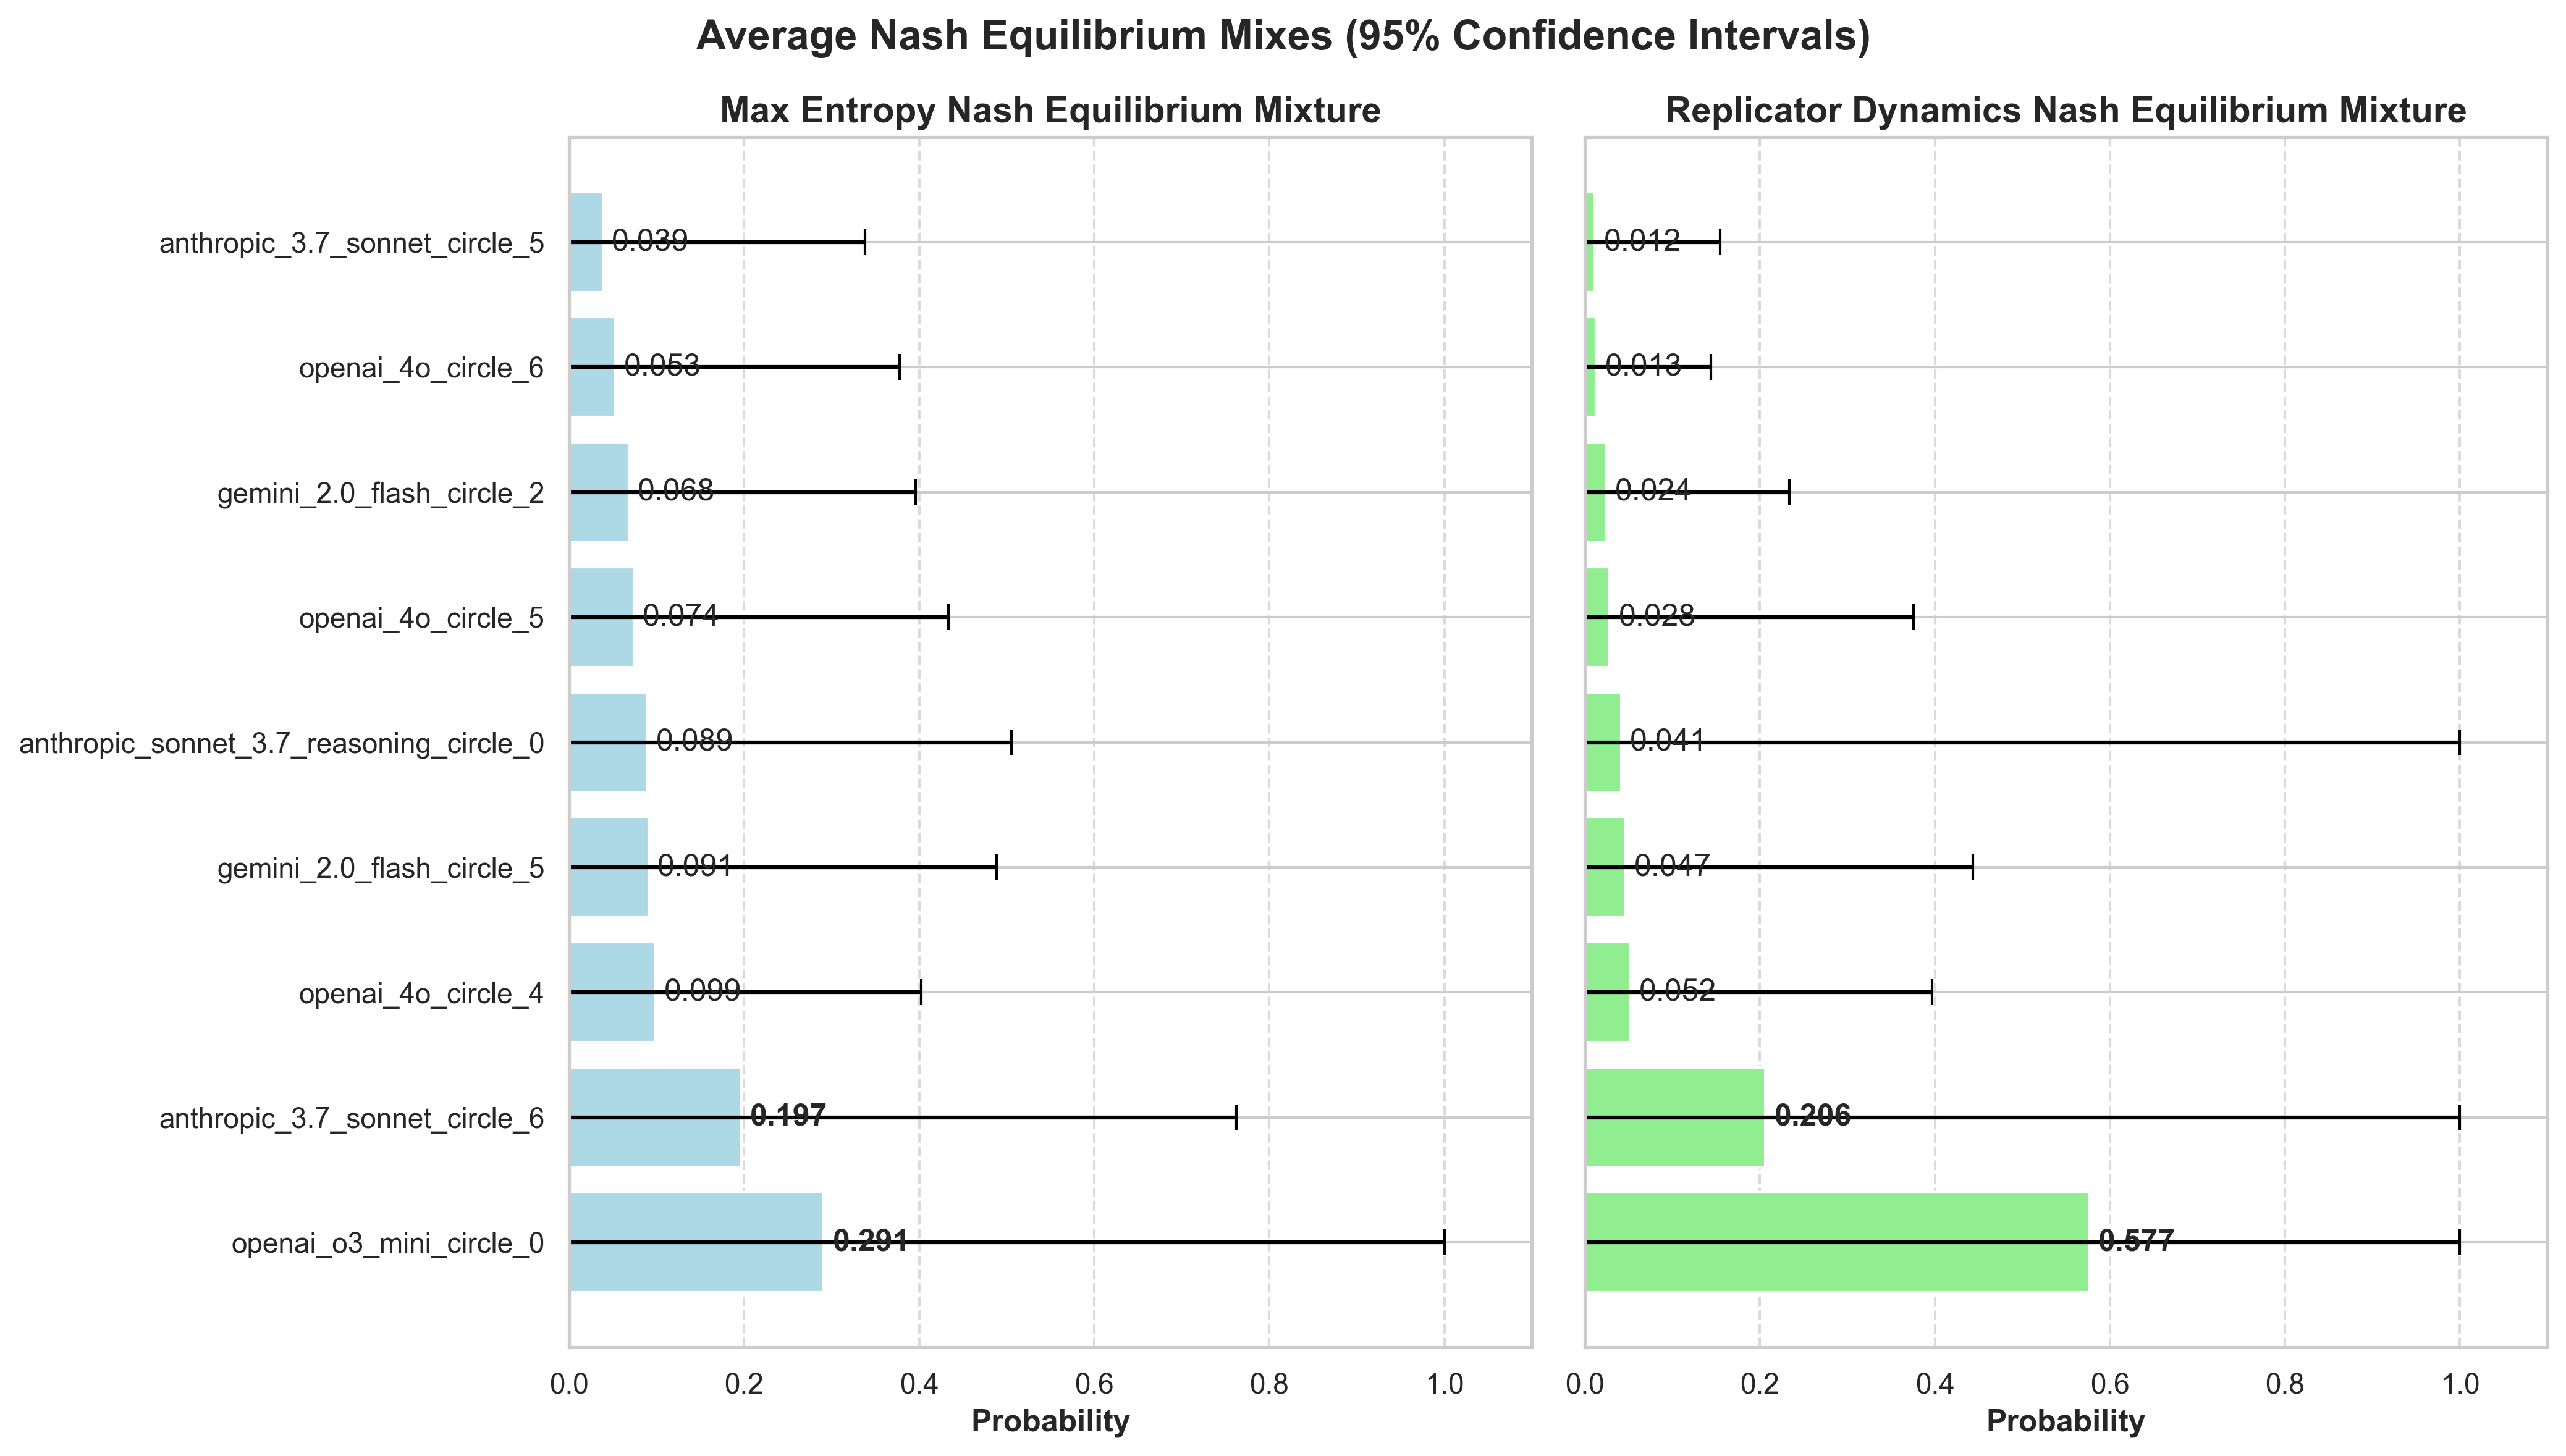 Average Nash Equilibrium Mixes (95% Confidence Intervals)
Max Entropy Nash Equilibrium Mixture
Replicator Dynamics Nash Equilibrium Mixture
anthropic_3.7_sonnet_circle_5
0.039
0.012
openai_4o_circle_6
0.053
0.013
gemini_2.0_flash_circle_2
0.068
0.024
openai_4o_circle_5
0.074
0.028
anthropic_sonnet_3.7_reasoning_circle_0
0.089
0.041
gemini_2.0_flash_circle_5
0.091
0.047
openai_4o_circle_4
0.099
0.052
anthropic_3.7_sonnet_circle_6
0.197
0.206
openai_o3_mini_circle_0
0.291
0.577
0.0 0.2 0.4 0.6 0.8 1.0
0.0 0.2 0.4 0.6 0.8 1.0
Probability
Probability